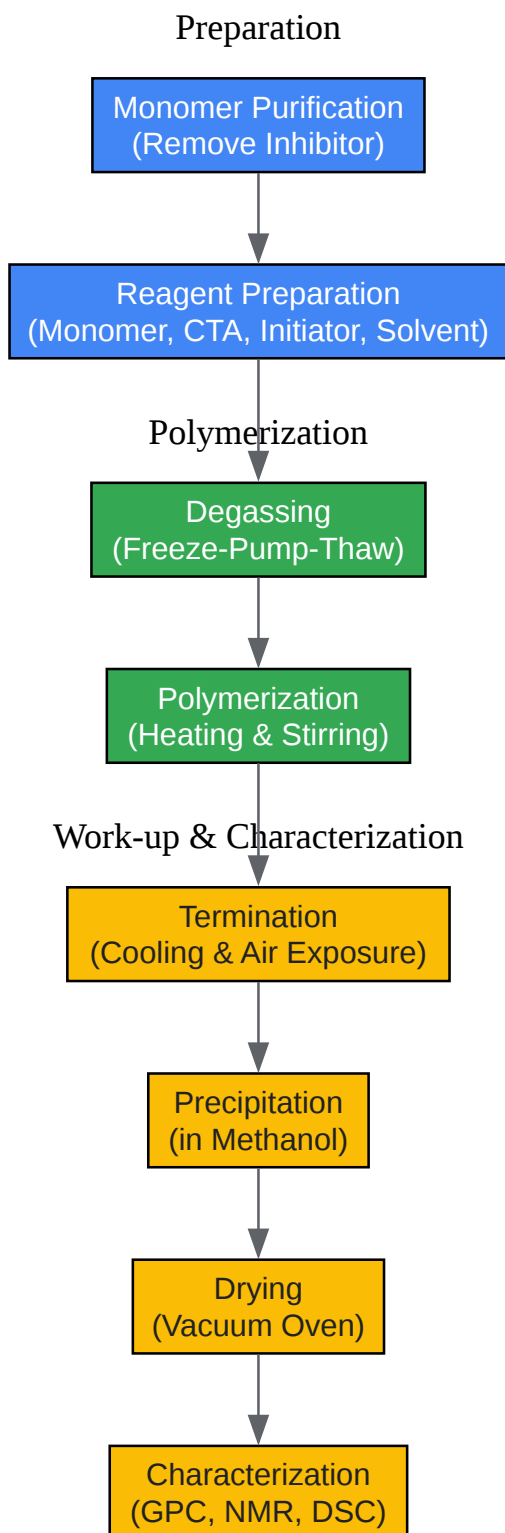 Preparation
Monomer Purification
(Remove Inhibitor)
Reagent Preparation
(Monomer, CTA, Initiator, Solvent)
Polymerization
Degassing
(Freeze-Pump-Thaw)
Polymerization
(Heating & Stirring)
Work-up & Characterization
Termination
(Cooling & Air Exposure)
Precipitation
(in Methanol)
Drying
(Vacuum Oven)
Characterization
(GPC, NMR, DSC)